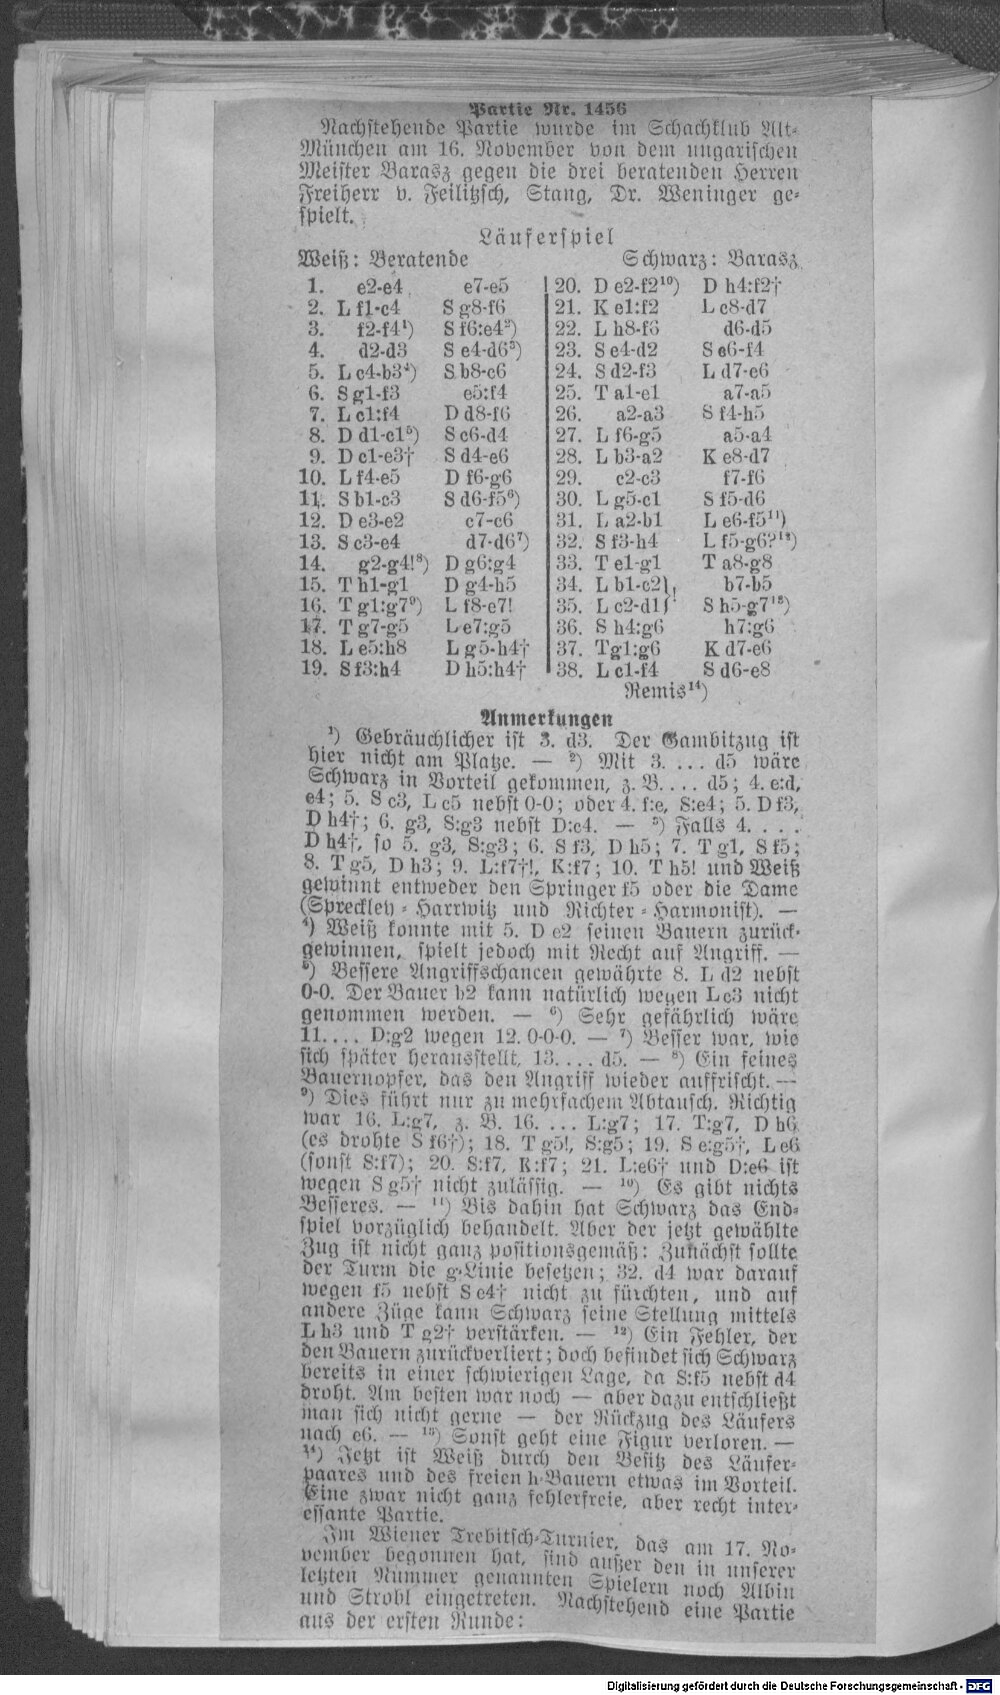 Partie Nr. 1456
Nachstehende Partie wurde im Schachklub Alt-
München am 16. November von dem ungarischen
Meister Barasz gegen die drei beratenden Herren
Freiherr v. Feilitzsch, Stang, Dr. Weninger ge-
spielt.
Läuferspiel
Weiß: Beratende Schwarz: Barasz
1. e2-e4 e7-e5
2. L f1-c4 S g8-f6
3. f2-f4¹) S f6:e4²)
4. d2-d3 S e4-d6³)
5. L c4-b3⁴) S b8-c6
6. S g1-f3 e5:f4
7. L c1:f4 D d8-f6
8. D d1-c1⁵) S c6-d4
9. D c1-e3† S d4-e6
10. L f4-e5 D f6-g6
11. S b1-c3 S d6-f5⁶)
12. D e3-e2 c7-c6
13. S c3-e4 d7-d6⁷)
14. g2-g4!⁸) D g6:g4
15. T h1-g1 D g4-h5
16. T g1:g7⁹) L f8-e7!
17. T g7-g5 L e7:g5
18. L e5:h8 L g5-h4†
19. S f3:h4 D h5:h4†
20. D e2-f2¹⁰) D h4:f2†
21. K e1:f2 L c8-d7
22. L h8-f6 d6-d5
23. S e4-d2 S e6-f4
24. S d2-f3 L d7-e6
25. T a1-e1 a7-a5
26. a2-a3 S f4-h5
27. L f6-g5 a5-a4
28. L b3-a2 K e8-d7
29. c2-c3 f7-f6
30. L g5-c1 S f5-d6
31. L a2-b1 L e6-f5¹¹)
32. S f3-h4 L f5-g6?¹²)
33. T e1-g1 T a8-g8
34. L b1-c2 b7-b5
35. L c2-d1 S h5-g7¹³)
36. S h4:g6 h7:g6
37. T g1:g6 K d7-e6
38. L c1-f4 S d6-e8
Remis¹⁴)
Anmerkungen
¹) Gebräuchlicher ist 3. d3. Der Gambitzug ist
hier nicht am Platze. — ²) Mit 3. ... d5 wäre
Schwarz in Vorteil gekommen, z. B. ... d5; 4. e:d,
e4; 5. S c3, L c5 nebst 0-0; oder 4. f:e, S:e4; 5. D f3,
D h4†; 6. g3, S:g3 nebst D:c4. — ³) Falls 4. ...
D h4†, so 5. g3, S:g3; 6. S f3, D h5; 7. T g1, S f5;
8. T g5, D h3; 9. L:f7†!, K:f7; 10. T h5! und Weiß
gewinnt entweder den Springer f5 oder die Dame
(Spreckley-Harrwitz und Richter-Harmonist). —
⁴) Weiß konnte mit 5. D e2 seinen Bauern zurück-
gewinnen, spielt jedoch mit Recht auf Angriff. —
⁵) Bessere Angriffschancen gewährte 8. L d2 nebst
0-0. Der Bauer b2 kann natürlich wegen L c3 nicht
genommen werden. — ⁶) Sehr gefährlich wäre
11. ... D:g2 wegen 12. 0-0-0. — ⁷) Besser war, wie
sich später herausstellt, 13. ... d5. — ⁸) Ein feines
Bauernopfer, das den Angriff wieder auffrischt. —
⁹) Dies führt nur zu mehrfachem Abtausch. Richtig
war 16. L:g7, z. B. 16. ... L:g7; 17. T:g7, D h6
(es drohte S f6†); 18. T g5!, S:g5; 19. S e:g5†, L e6
(sonst S:f7); 20. S:f7, K:f7; 21. L:e6† und D:e6 ist
wegen S g5† nicht zulässig. — ¹⁰) Es gibt nichts
Besseres. — ¹¹) Bis dahin hat Schwarz das End-
spiel vorzüglich behandelt. Aber der jetzt gewählte
Zug ist nicht ganz positionsgemäß: Zunächst sollte
der Turm die g-Linie besetzen; 32. d4 war darauf
wegen f5 nebst S e4† nicht zu fürchten, und auf
andere Züge kann Schwarz seine Stellung mittels
L h3 und T g2† verstärken. — ¹²) Ein Fehler, der
den Bauern zurückverliert; doch befindet sich Schwarz
bereits in einer schwierigen Lage, da S:f5 nebst d4
droht. Am besten war noch — aber dazu entschließt
man sich nicht gerne — der Rückzug des Läufers
nach e6. — ¹³) Sonst geht eine Figur verloren. —
¹⁴) Jetzt ist Weiß durch den Besitz des Läufer-
paares und des freien h-Bauern etwas im Vorteil.
Eine zwar nicht ganz fehlerfreie, aber recht inter-
essante Partie.
Im Wiener Trebitsch-Turnier, das am 17. No-
vember begonnen hat, sind außer den in unserer
letzten Nummer genannten Spielern noch Albin
und Strobl eingetreten. Nachstehend eine Partie
aus der ersten Runde:
Digitalisierung gefördert durch die Deutsche Forschungsgemeinschaft - DFG